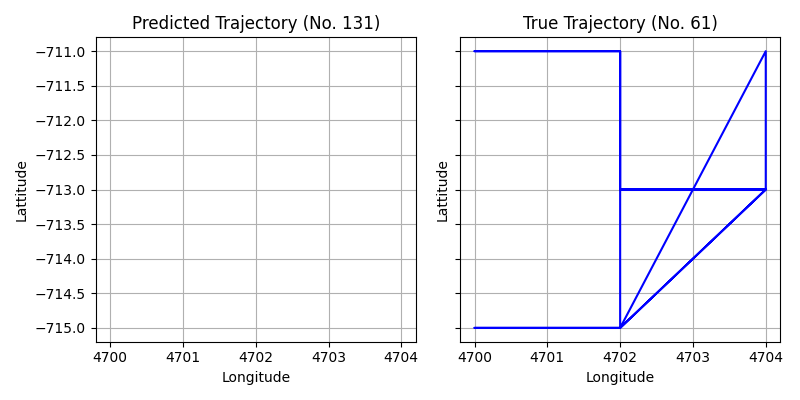 Predicted Trajectory (No. 131)
True Trajectory (No. 61)
−711.0
−711.5
−712.0
−712.5
−713.0
−713.5
−714.0
−714.5
−715.0
Lattitude
Lattitude
4700 4701 4702 4703 4704
4700 4701 4702 4703 4704
Longitude
Longitude